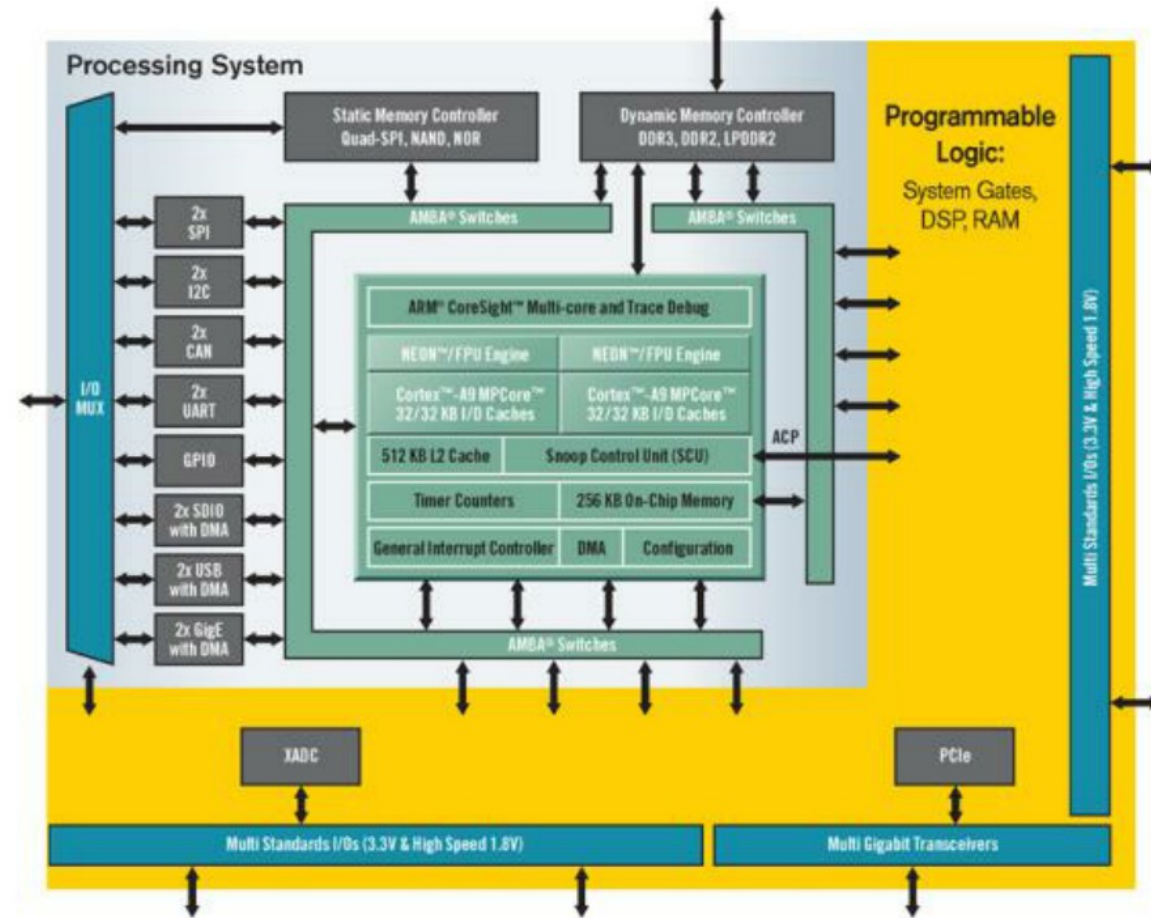 Processing System
Static Memory Controller
Quad-SPI, NAND, NOR
Dynamic Memory Controller
DDR3, DDR2, LPDDR2
Programmable
Logic:
System Gates,
DSP, RAM
AMBA® Switches
AMBA® Switches
2x
SPI
2x
I2C
2x
CAN
2x
UART
GPIO
2x SDIO
with DMA
2x USB
with DMA
2x GigE
with DMA
I/O
MUX
ARM® CoreSight™ Multi-core and Trace Debug
NEON™/FPU Engine
NEON™/FPU Engine
Cortex™-A9 MPCore™
32/32 KB I/D Caches
Cortex™-A9 MPCore™
32/32 KB I/D Caches
512 KB L2 Cache
Snoop Control Unit (SCU)
ACP
Timer Counters
256 KB On-Chip Memory
General Interrupt Controller
DMA
Configuration
AMBA® Switches
Multi Standards I/Os (3.3V & High Speed 1.8V)
XADC
PCIe
Multi Standards I/Os (3.3V & High Speed 1.8V)
Multi Gigabit Transceivers